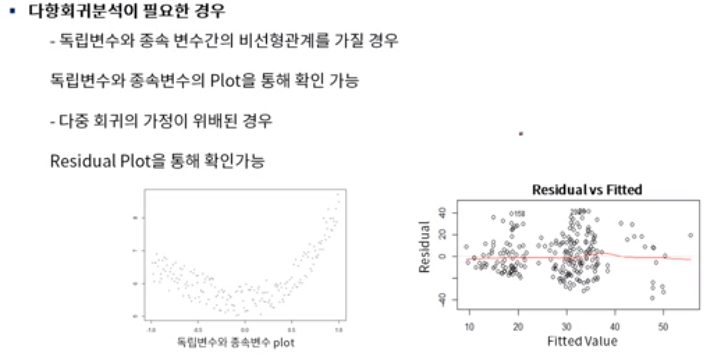 ▪ 다항회귀분석이 필요한 경우
- 독립변수와 종속 변수간의 비선형관계를 가질 경우
독립변수와 종속변수의 Plot을 통해 확인 가능
- 다중 회귀의 가정이 위배된 경우
Residual Plot을 통해 확인가능
8
7
6
5
-1.0 -0.5 0.0 0.5 1.0
독립변수와 종속변수 plot
Residual vs Fitted
Residual
40
20
0
-40
158
10 20 30 40 50
Fitted Value